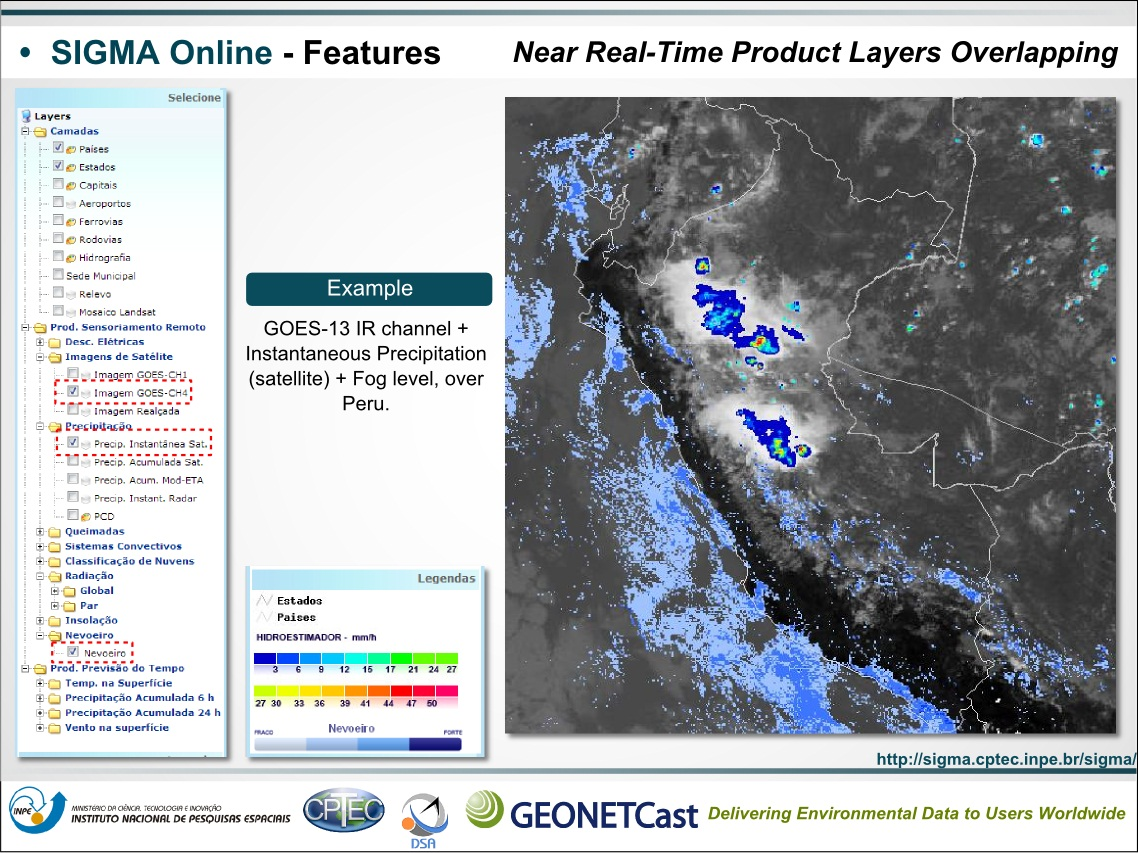 • SIGMA Online - Features
Near Real-Time Product Layers Overlapping
Selecione
Layers
Camadas
Países
Estados
Capitais
Aeroportos
Ferrovias
Rodovias
Hidrografia
Sede Municipal
Relevo
Mosaico Landsat
Prod. Sensoriamento Remoto
Desc. Elétricas
Imagens de Satélite
Imagem GOES-CH1
Imagem GOES-CH4
Imagem Realçada
Precipitação
Precip. Instantânea Sat.
Precip. Acumulada Sat.
Precip. Acum. Mod-ETA
Precip. Instant. Radar
PCD
Queimadas
Sistemas Convectivos
Classificação de Nuvens
Radiação
Global
Par
Insolação
Nevoeiro
Nevoeiro
Prod. Previsão do Tempo
Temp. na Superfície
Precipitação Acumulada 6 h
Precipitação Acumulada 24 h
Vento na superfície
Example
GOES-13 IR channel +
Instantaneous Precipitation
(satellite) + Fog level, over
Peru.
Legendas
Estados
Paises
HIDROESTIMADOR - mm/h
3 6 9 12 15 17 21 24 27
27 30 33 36 39 41 44 47 50
Nevoeiro
FRACO FORTE
http://sigma.cptec.inpe.br/sigma/
INPE
MINISTÉRIO DA CIÊNCIA, TECNOLOGIA E INOVAÇÃO
INSTITUTO NACIONAL DE PESQUISAS ESPACIAIS
CPTEC
DSA
GEONETCast
Delivering Environmental Data to Users Worldwide